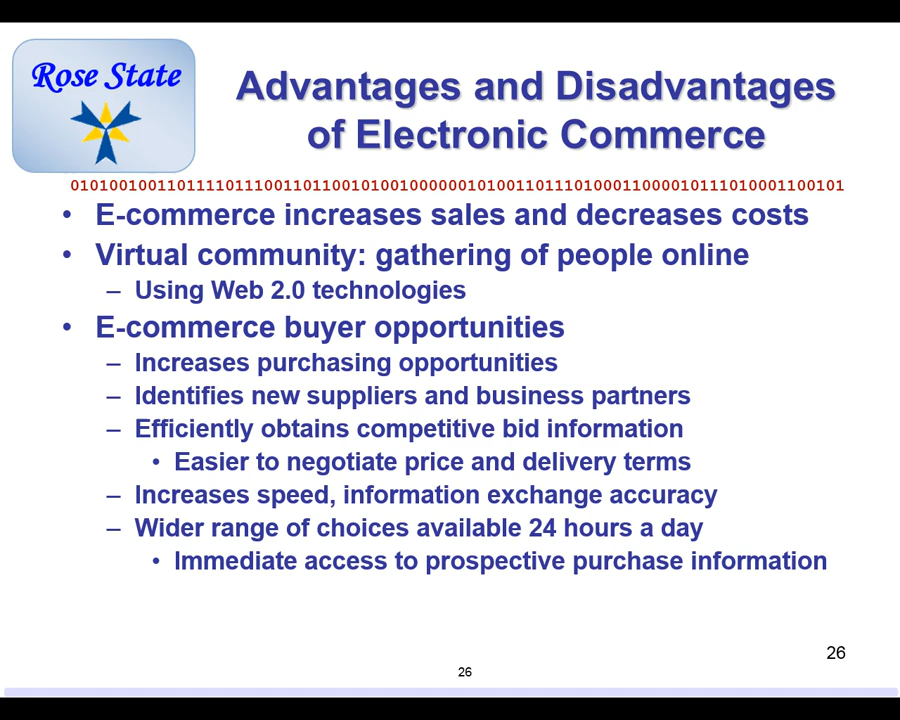 Rose State
Advantages and Disadvantages
of Electronic Commerce
01010010011011110111001101100101001000000101001101110100011000010111010001100101
• E-commerce increases sales and decreases costs
• Virtual community: gathering of people online
– Using Web 2.0 technologies
• E-commerce buyer opportunities
– Increases purchasing opportunities
– Identifies new suppliers and business partners
– Efficiently obtains competitive bid information
• Easier to negotiate price and delivery terms
– Increases speed, information exchange accuracy
– Wider range of choices available 24 hours a day
• Immediate access to prospective purchase information
26
26